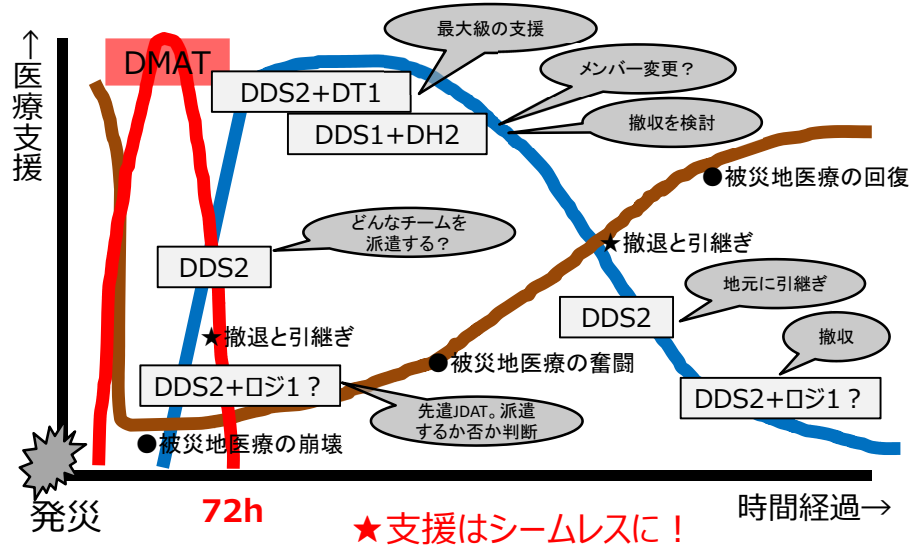 ↑医療支援
DMAT
最大級の支援
DDS2+DT1
メンバー変更？
DDS1+DH2
撤収を検討
●被災地医療の回復
どんなチームを
派遣する？
DDS2
★撤退と引継ぎ
地元に引継ぎ
DDS2
★撤退と引継ぎ
●被災地医療の奮闘
撤収
DDS2+ロジ1？
DDS2+ロジ1？
先遣JDAT。派遣
するか否か判断
●被災地医療の崩壊
発災
72h
時間経過→
★支援はシームレスに！